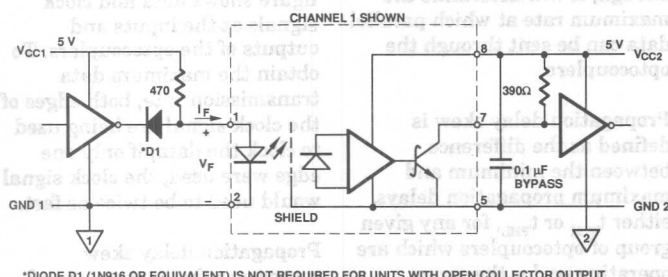 CHANNEL 1 SHOWN
VCC1
5 V
470
IF
+
1
*D1
VF
–
GND 1
2
SHIELD
1
8
5 V
VCC2
390Ω
7
0.1 µF
BYPASS
5
GND 2
2
*DIODE D1 (1N916 OR EQUIVALENT) IS NOT REQUIRED FOR UNITS WITH OPEN COLLECTOR OUTPUT.